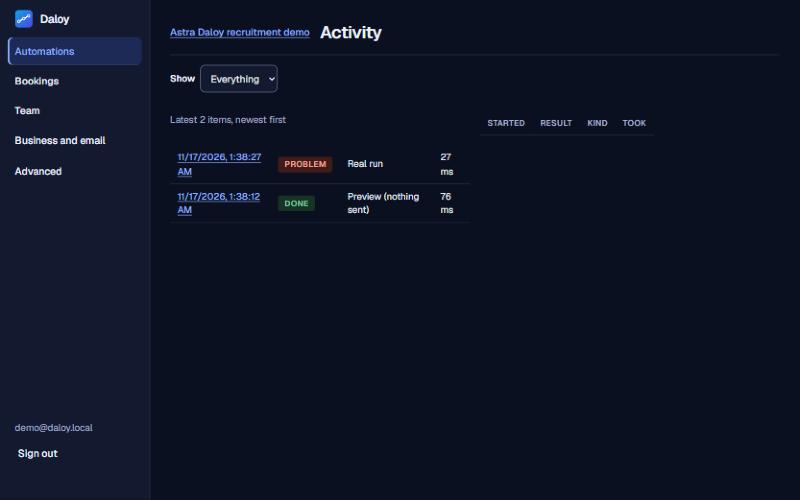 Daloy
Automations
Bookings
Team
Business and email
Advanced
demo@daloy.local
Sign out
Astra Daloy recruitment demo Activity
Show Everything
Latest 2 items, newest first
STARTED RESULT KIND TOOK
11/17/2026, 1:38:27 AM PROBLEM Real run 27 ms
11/17/2026, 1:38:12 AM DONE Preview (nothing sent) 76 ms